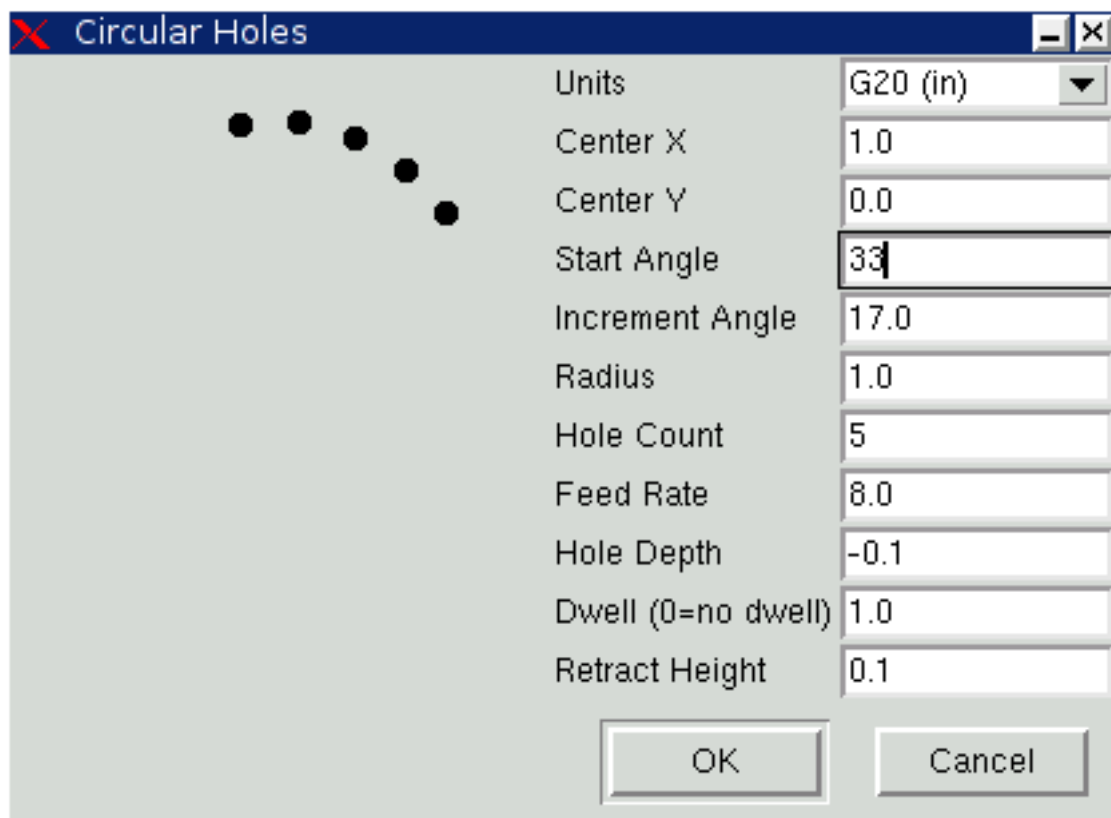 Circular Holes
Units G20 (in)
Center X 1.0
Center Y 0.0
Start Angle 33
Increment Angle 17.0
Radius 1.0
Hole Count 5
Feed Rate 8.0
Hole Depth -0.1
Dwell (0=no dwell) 1.0
Retract Height 0.1
OK Cancel